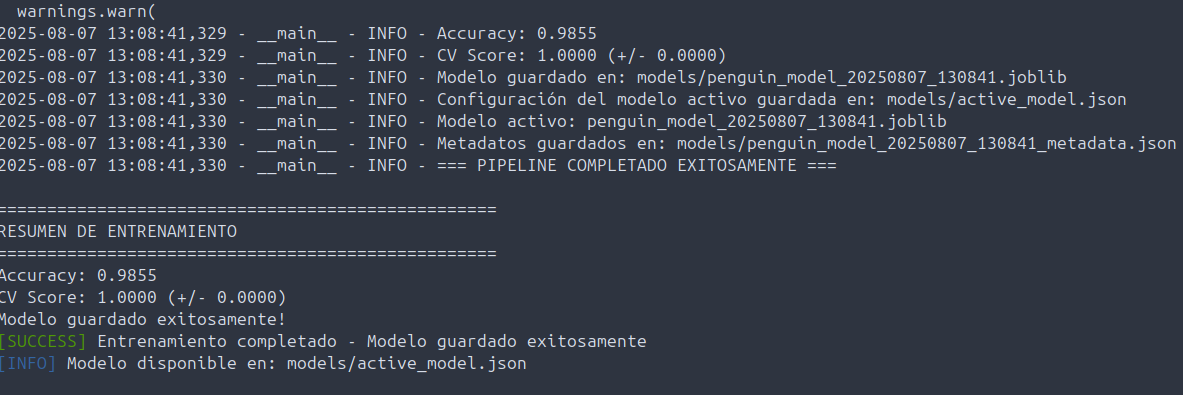 warnings.warn(
2025-08-07 13:08:41,329 - __main__ - INFO - Accuracy: 0.9855
2025-08-07 13:08:41,329 - __main__ - INFO - CV Score: 1.0000 (+/- 0.0000)
2025-08-07 13:08:41,330 - __main__ - INFO - Modelo guardado en: models/penguin_model_20250807_130841.joblib
2025-08-07 13:08:41,330 - __main__ - INFO - Configuración del modelo activo guardada en: models/active_model.json
2025-08-07 13:08:41,330 - __main__ - INFO - Modelo activo: penguin_model_20250807_130841.joblib
2025-08-07 13:08:41,330 - __main__ - INFO - Metadatos guardados en: models/penguin_model_20250807_130841_metadata.json
2025-08-07 13:08:41,330 - __main__ - INFO - === PIPELINE COMPLETADO EXITOSAMENTE ===
==================================================
RESUMEN DE ENTRENAMIENTO
==================================================
Accuracy: 0.9855
CV Score: 1.0000 (+/- 0.0000)
Modelo guardado exitosamente!
[SUCCESS] Entrenamiento completado - Modelo guardado exitosamente
[INFO] Modelo disponible en: models/active_model.json